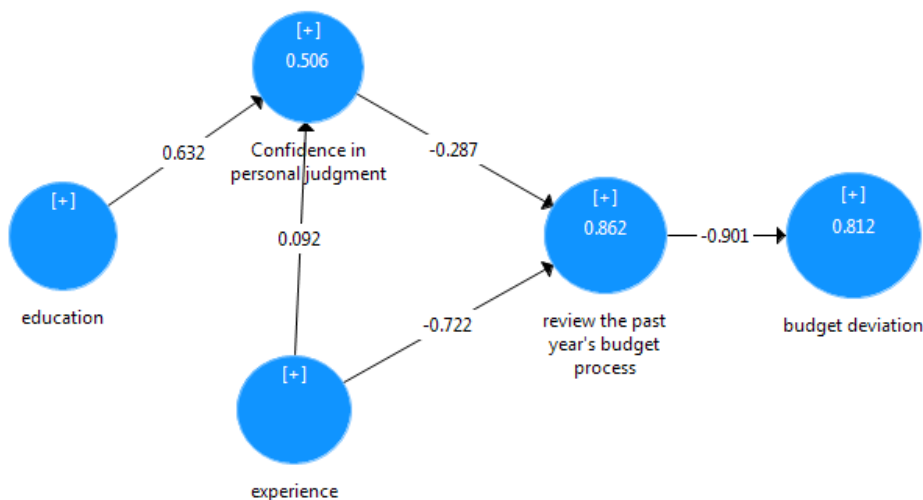 [+]
0.506
Confidence in
personal judgment
0.632
-0.287
[+]
education
0.092
[+]
0.862
review the past
year's budget
process
-0.901
[+]
0.812
budget deviation
-0.722
[+]
experience